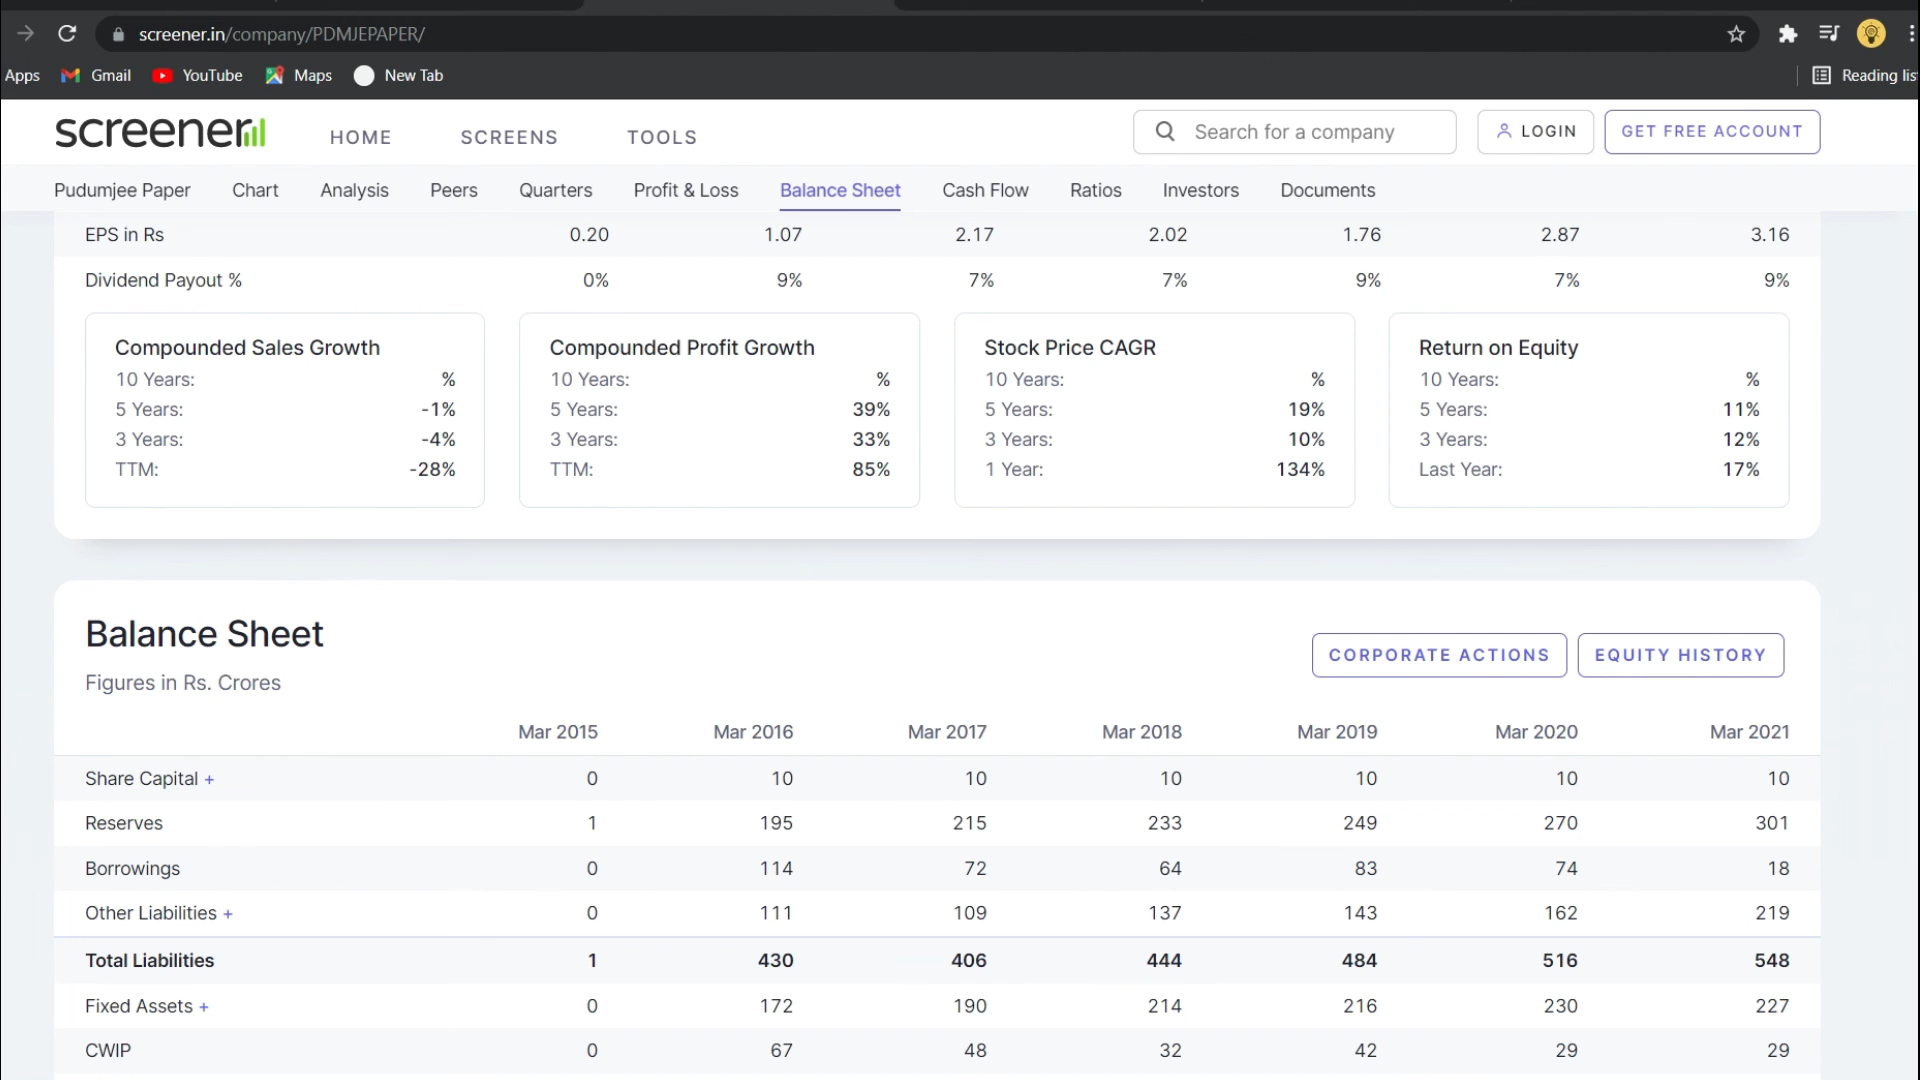 screener.in/company/PDMJEPAPER/
Apps Gmail YouTube Maps New Tab Reading lis
screener HOME SCREENS TOOLS Search for a company LOGIN GET FREE ACCOUNT
Pudumjee Paper Chart Analysis Peers Quarters Profit & Loss Balance Sheet Cash Flow Ratios Investors Documents
EPS in Rs 0.20 1.07 2.17 2.02 1.76 2.87 3.16
Dividend Payout % 0% 9% 7% 7% 9% 7% 9%
Compounded Sales Growth
10 Years: %
5 Years: -1%
3 Years: -4%
TTM: -28%
Compounded Profit Growth
10 Years: %
5 Years: 39%
3 Years: 33%
TTM: 85%
Stock Price CAGR
10 Years: %
5 Years: 19%
3 Years: 10%
1 Year: 134%
Return on Equity
10 Years: %
5 Years: 11%
3 Years: 12%
Last Year: 17%
Balance Sheet
CORPORATE ACTIONS EQUITY HISTORY
Figures in Rs. Crores
Mar 2015 Mar 2016 Mar 2017 Mar 2018 Mar 2019 Mar 2020 Mar 2021
Share Capital + 0 10 10 10 10 10 10
Reserves 1 195 215 233 249 270 301
Borrowings 0 114 72 64 83 74 18
Other Liabilities + 0 111 109 137 143 162 219
Total Liabilities 1 430 406 444 484 516 548
Fixed Assets + 0 172 190 214 216 230 227
CWIP 0 67 48 32 42 29 29